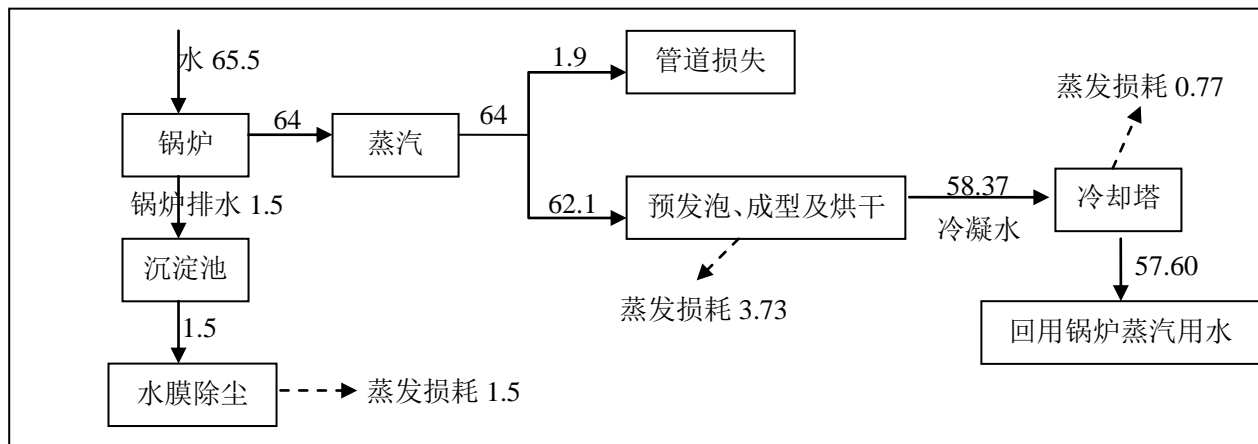 水 65.5
1.9
管道损失
蒸发损耗 0.77
锅炉
64
蒸汽
64
锅炉排水 1.5
62.1
预发泡、成型及烘干
58.37
冷凝水
冷却塔
沉淀池
蒸发损耗 3.73
57.60
1.5
回用锅炉蒸汽用水
水膜除尘
蒸发损耗 1.5